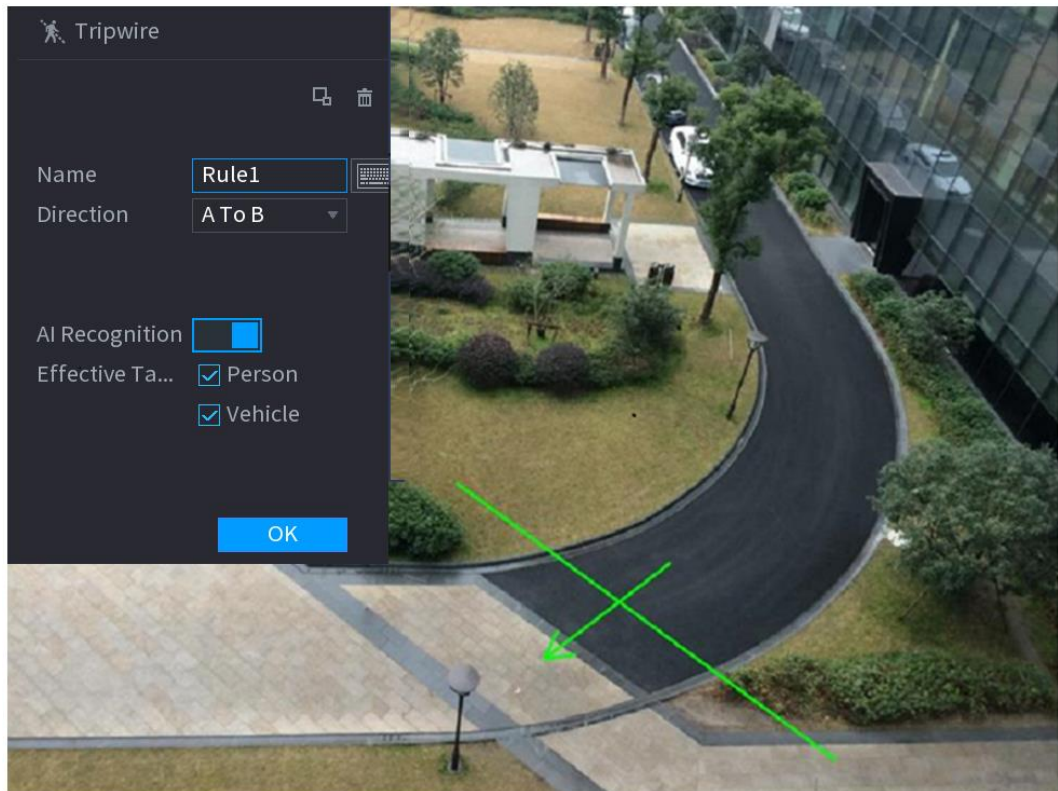 Tripwire
Name Rule1
Direction A To B
AI Recognition
Effective Ta...
Person
Vehicle
OK